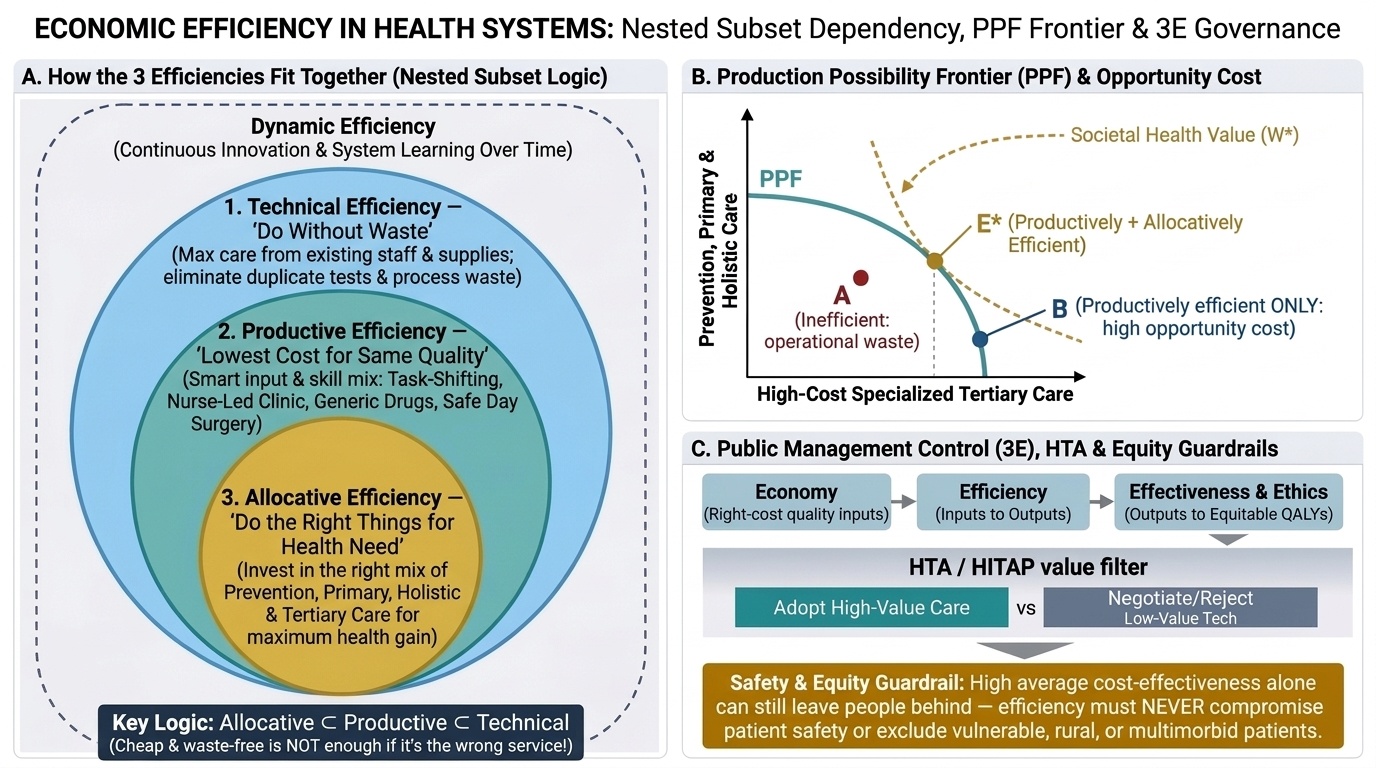 ECONOMIC EFFICIENCY IN HEALTH SYSTEMS: Nested Subset Dependency, PPF Frontier & 3E Governance
A. How the 3 Efficiencies Fit Together (Nested Subset Logic)
Dynamic Efficiency
(Continuous Innovation & System Learning Over Time)
1. Technical Efficiency –
‘Do Without Waste’
(Max care from existing staff & supplies;
eliminate duplicate tests & process waste)
2. Productive Efficiency –
‘Lowest Cost for Same Quality’
(Smart input & skill mix: Task-Shifting,
Nurse-Led Clinic, Generic Drugs, Safe Day
Surgery)
3. Allocative Efficiency –
‘Do the Right Things for
Health Need’
(Invest in the right mix of
Prevention, Primary, Holistic
& Tertiary Care for
maximum health gain)
Key Logic: Allocative ⊂ Productive ⊂ Technical
(Cheap & waste-free is NOT enough if it's the wrong service!)
B. Production Possibility Frontier (PPF) & Opportunity Cost
Prevention, Primary &
Holistic Care
PPF
Societal Health Value (W*)
E* (Productively + Allocatively
Efficient)
A
(Inefficient:
operational waste)
B (Productively efficient ONLY:
high opportunity cost)
High-Cost Specialized Tertiary Care
C. Public Management Control (3E), HTA & Equity Guardrails
Economy
(Right-cost quality inputs)
Efficiency
(Inputs to Outputs)
Effectiveness & Ethics
(Outputs to Equitable QALYs)
HTA / HITAP value filter
Adopt High-Value Care
vs
Negotiate/Reject
Low-Value Tech
Safety & Equity Guardrail: High average cost-effectiveness alone
can still leave people behind — efficiency must NEVER compromise
patient safety or exclude vulnerable, rural, or multimorbid patients.